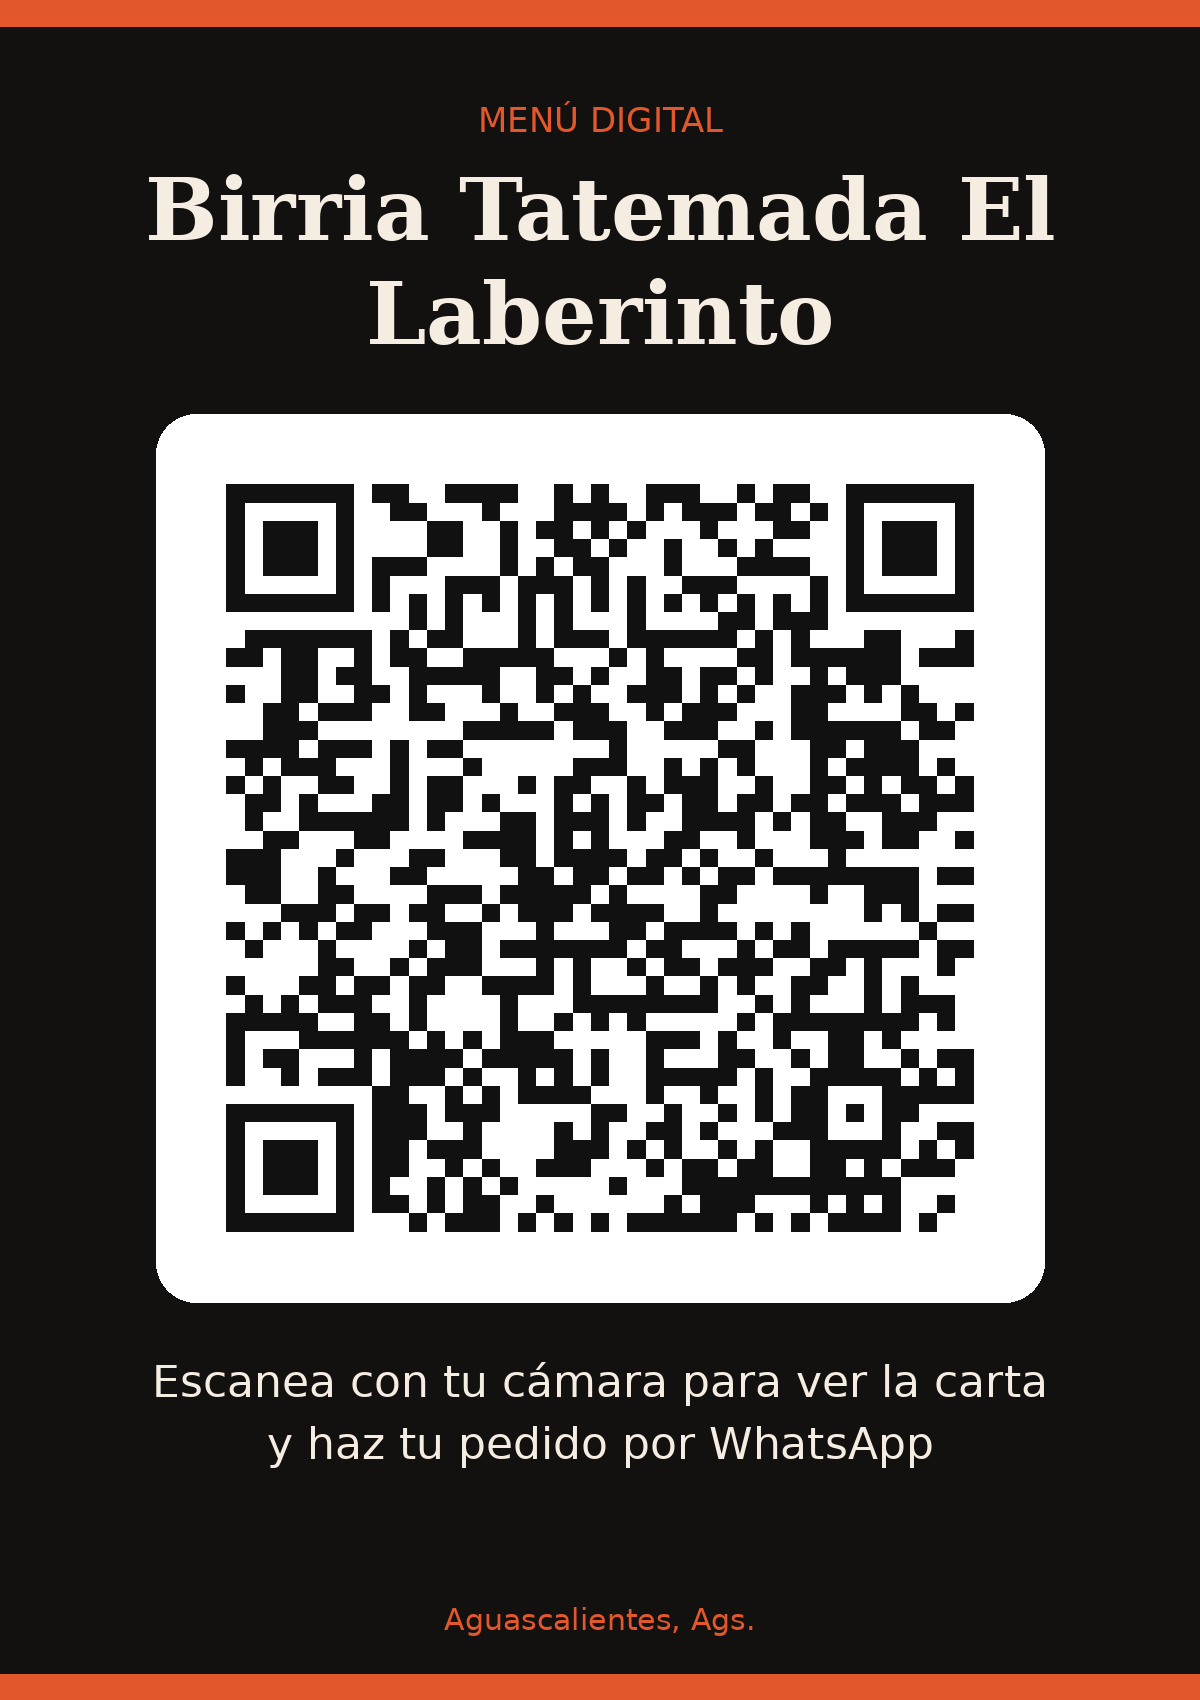 MENÚ DIGITAL
Birria Tatemada El
Laberinto
Escanea con tu cámara para ver la carta
y haz tu pedido por WhatsApp
Aguascalientes, Ags.